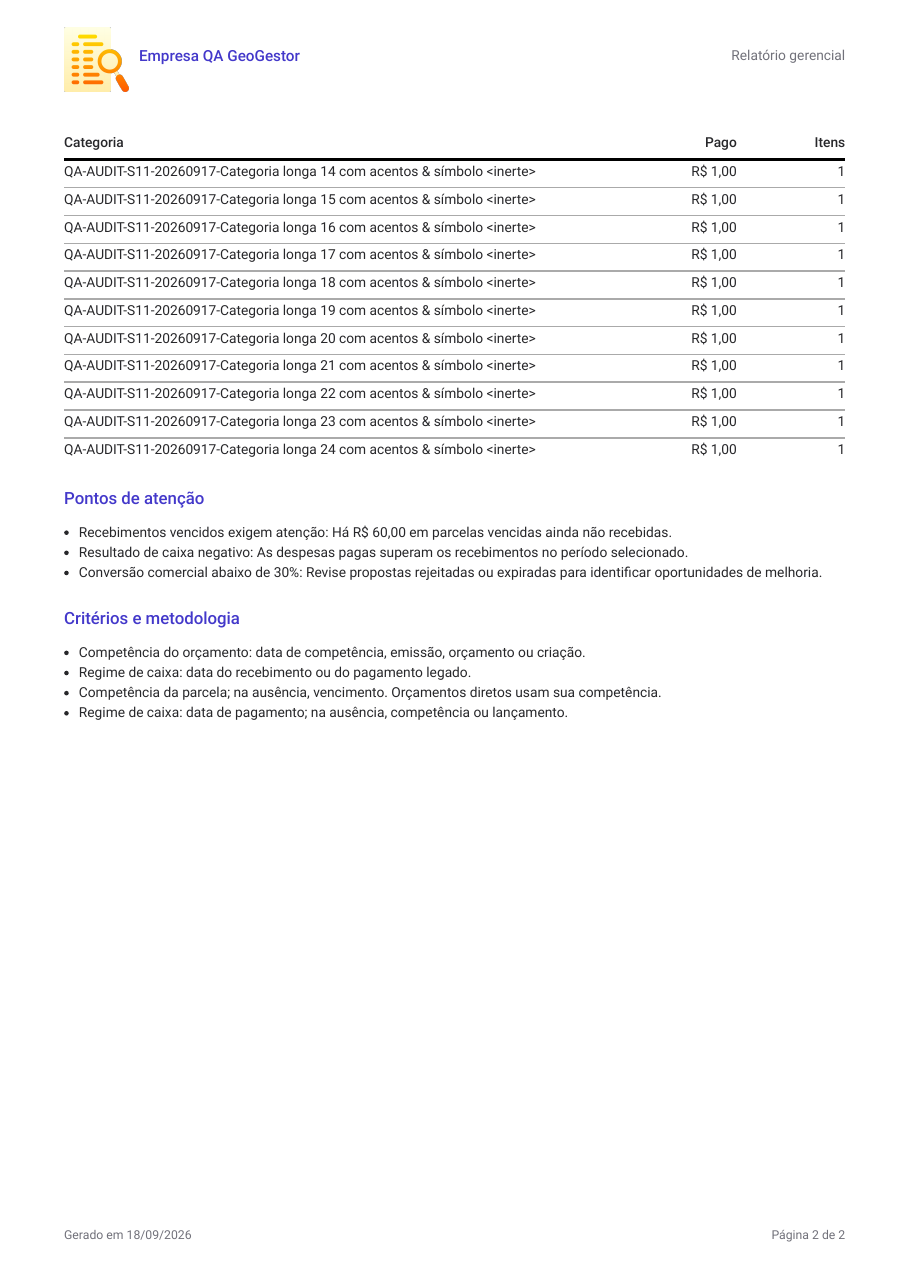 Empresa QA GeoGestor
Relatório gerencial
Categoria Pago Itens
QA-AUDIT-S11-20260917-Categoria longa 14 com acentos & símbolo <inerte> R$ 1,00 1
QA-AUDIT-S11-20260917-Categoria longa 15 com acentos & símbolo <inerte> R$ 1,00 1
QA-AUDIT-S11-20260917-Categoria longa 16 com acentos & símbolo <inerte> R$ 1,00 1
QA-AUDIT-S11-20260917-Categoria longa 17 com acentos & símbolo <inerte> R$ 1,00 1
QA-AUDIT-S11-20260917-Categoria longa 18 com acentos & símbolo <inerte> R$ 1,00 1
QA-AUDIT-S11-20260917-Categoria longa 19 com acentos & símbolo <inerte> R$ 1,00 1
QA-AUDIT-S11-20260917-Categoria longa 20 com acentos & símbolo <inerte> R$ 1,00 1
QA-AUDIT-S11-20260917-Categoria longa 21 com acentos & símbolo <inerte> R$ 1,00 1
QA-AUDIT-S11-20260917-Categoria longa 22 com acentos & símbolo <inerte> R$ 1,00 1
QA-AUDIT-S11-20260917-Categoria longa 23 com acentos & símbolo <inerte> R$ 1,00 1
QA-AUDIT-S11-20260917-Categoria longa 24 com acentos & símbolo <inerte> R$ 1,00 1
Pontos de atenção
• Recebimentos vencidos exigem atenção: Há R$ 60,00 em parcelas vencidas ainda não recebidas.
• Resultado de caixa negativo: As despesas pagas superam os recebimentos no período selecionado.
• Conversão comercial abaixo de 30%: Revise propostas rejeitadas ou expiradas para identificar oportunidades de melhoria.
Critérios e metodologia
• Competência do orçamento: data de competência, emissão, orçamento ou criação.
• Regime de caixa: data do recebimento ou do pagamento legado.
• Competência da parcela; na ausência, vencimento. Orçamentos diretos usam sua competência.
• Regime de caixa: data de pagamento; na ausência, competência ou lançamento.
Gerado em 18/09/2026
Página 2 de 2